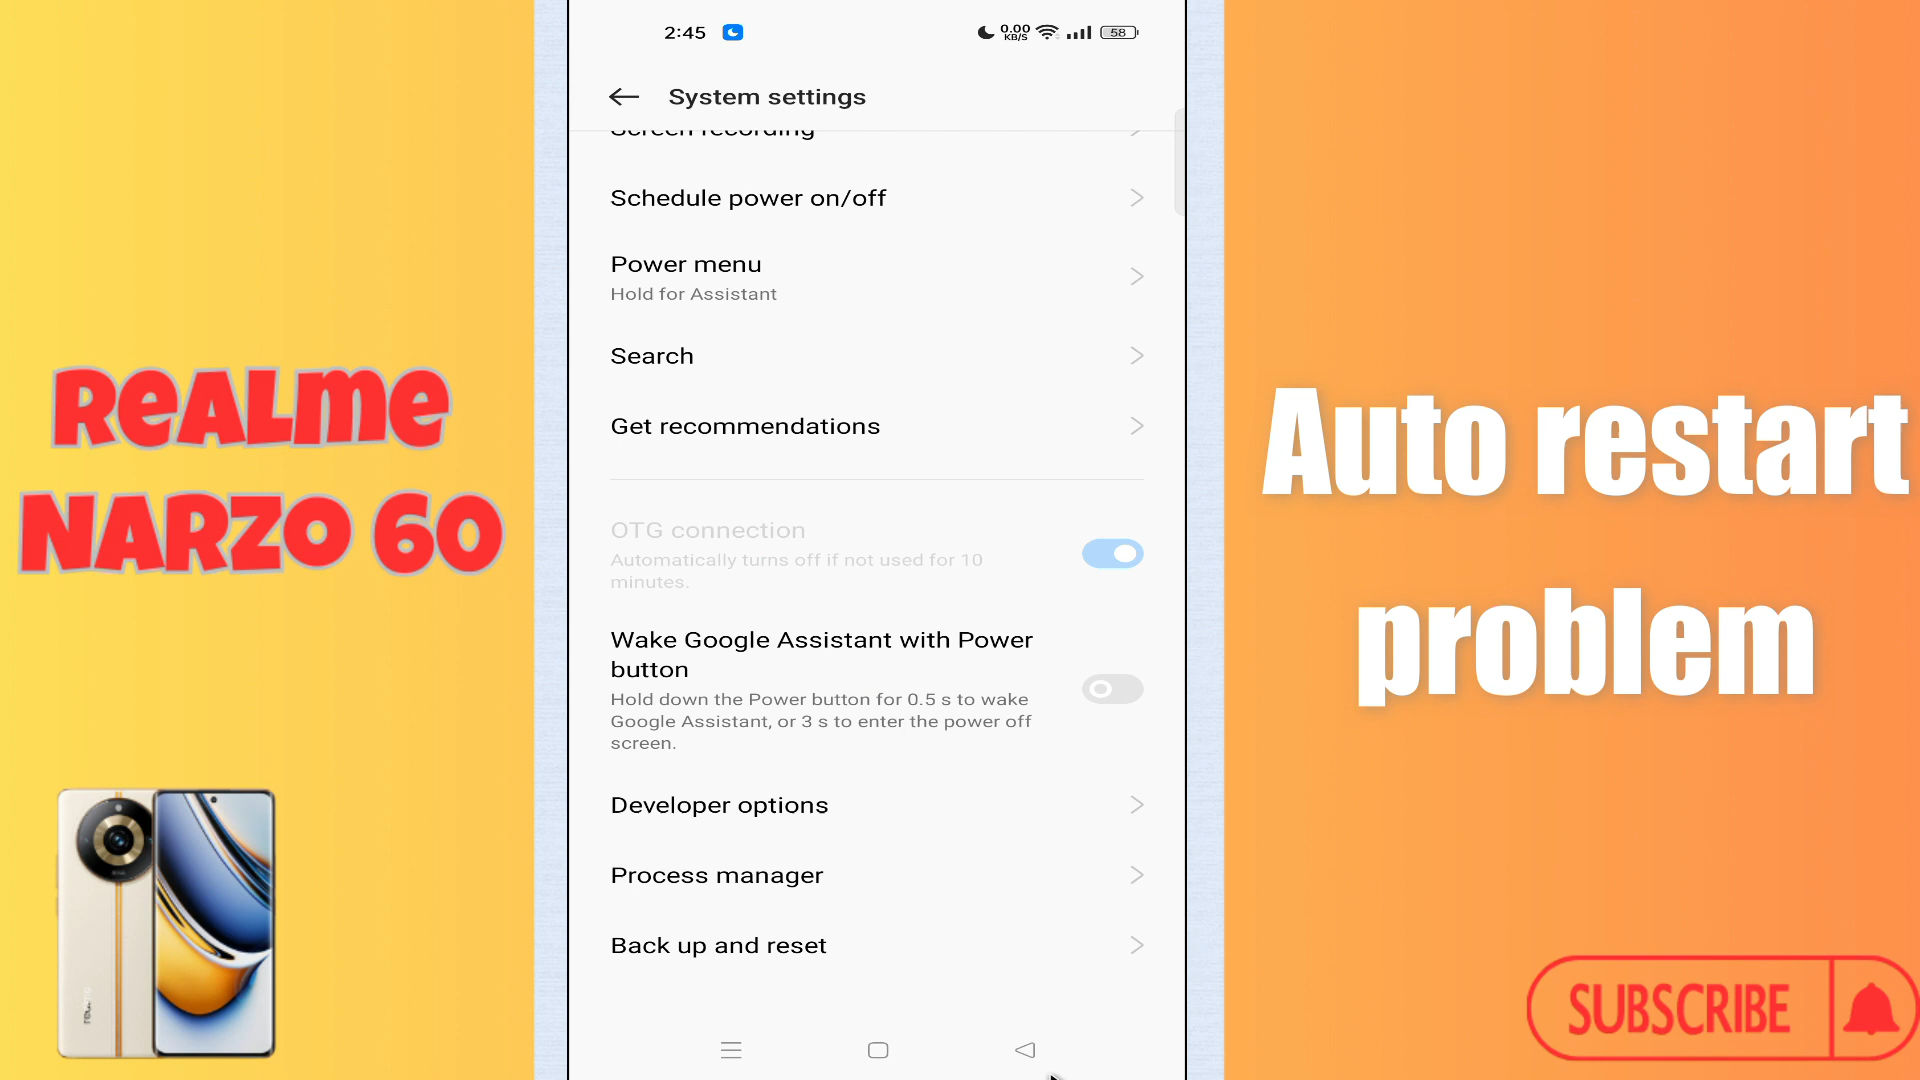 ReALme
NARZO 60
2:45
0.00
KB/S
58
System settings
Screen recording
Schedule power on/off
Power menu
Hold for Assistant
Search
Get recommendations
OTG connection
Automatically turns off if not used for 10
minutes.
Wake Google Assistant with Power
button
Hold down the Power button for 0.5 s to wake
Google Assistant, or 3 s to enter the power off
screen.
Developer options
Process manager
Back up and reset
Auto restart
problem
SUBSCRIBE
realme